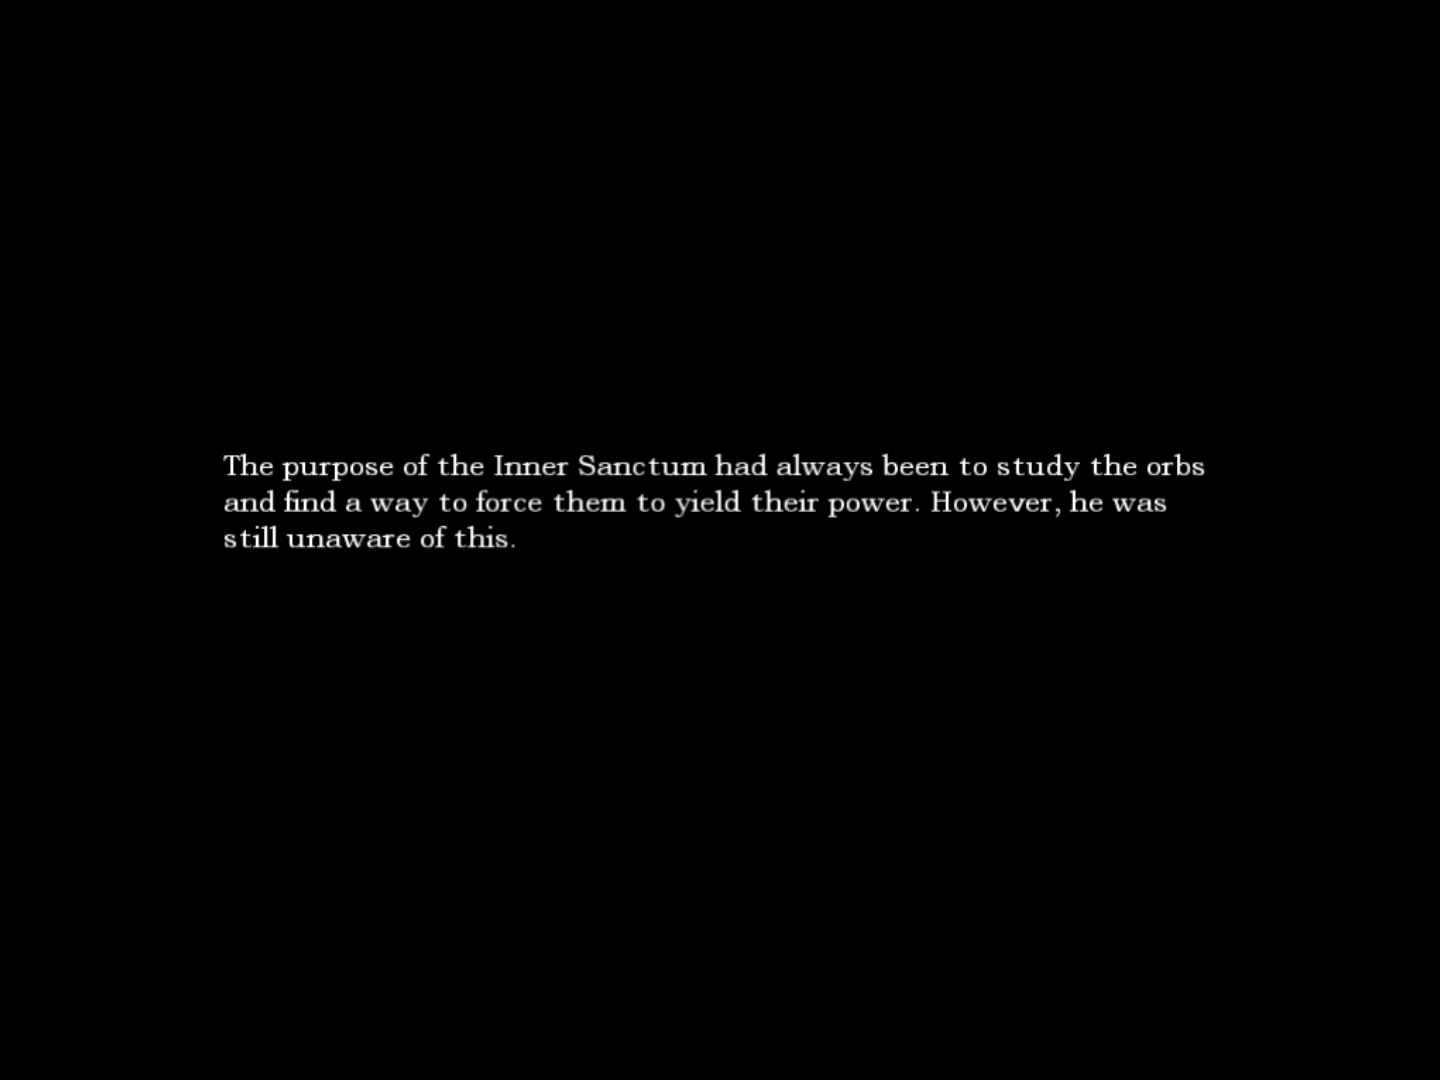 The purpose of the Inner Sanctum had always been to study the orbs
and find a way to force them to yield their power. However, he was
still unaware of this.